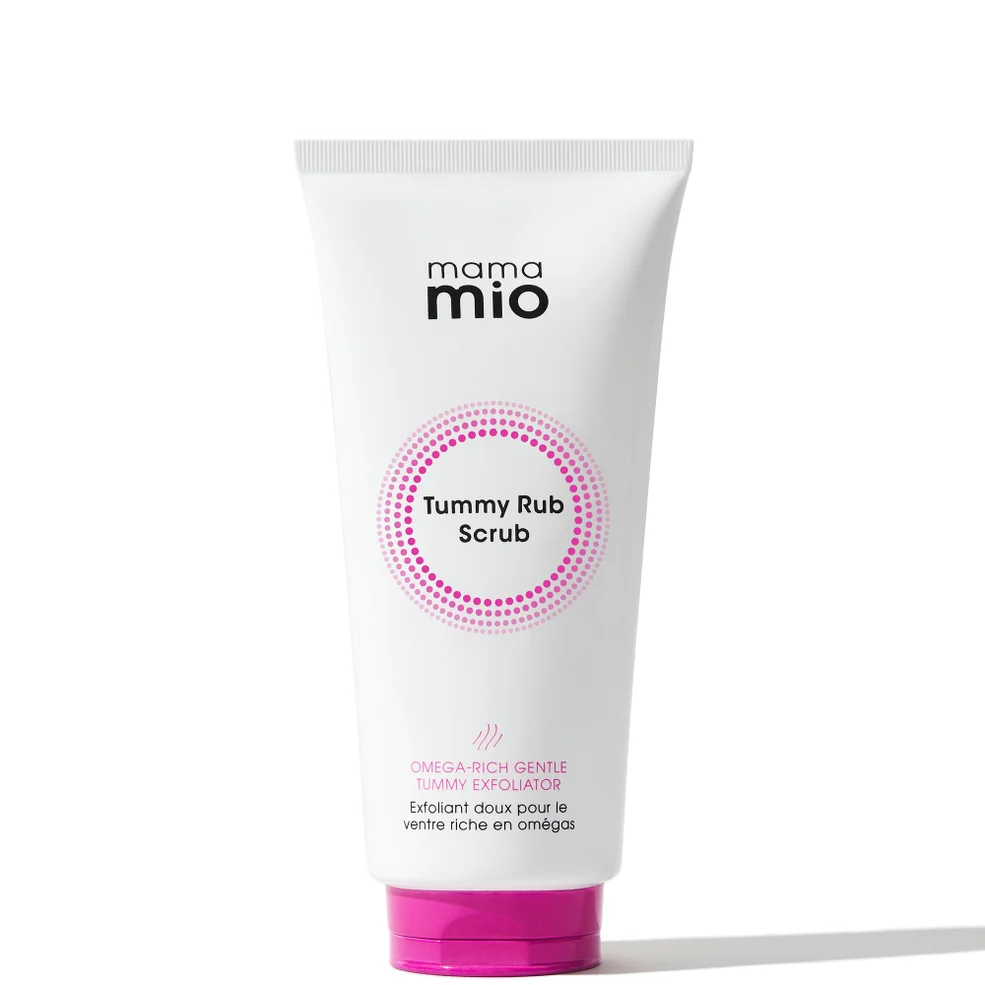 mama
mio
Tummy Rub
Scrub
OMEGA-RICH GENTLE
TUMMY EXFOLIATOR
Exfoliant doux pour le
ventre riche en omégas